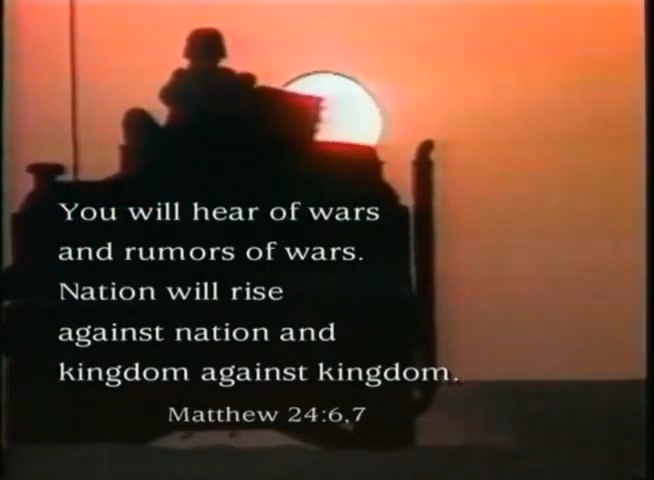 You will hear of wars
and rumors of wars.
Nation will rise
against nation and
kingdom against kingdom.
Matthew 24:6,7